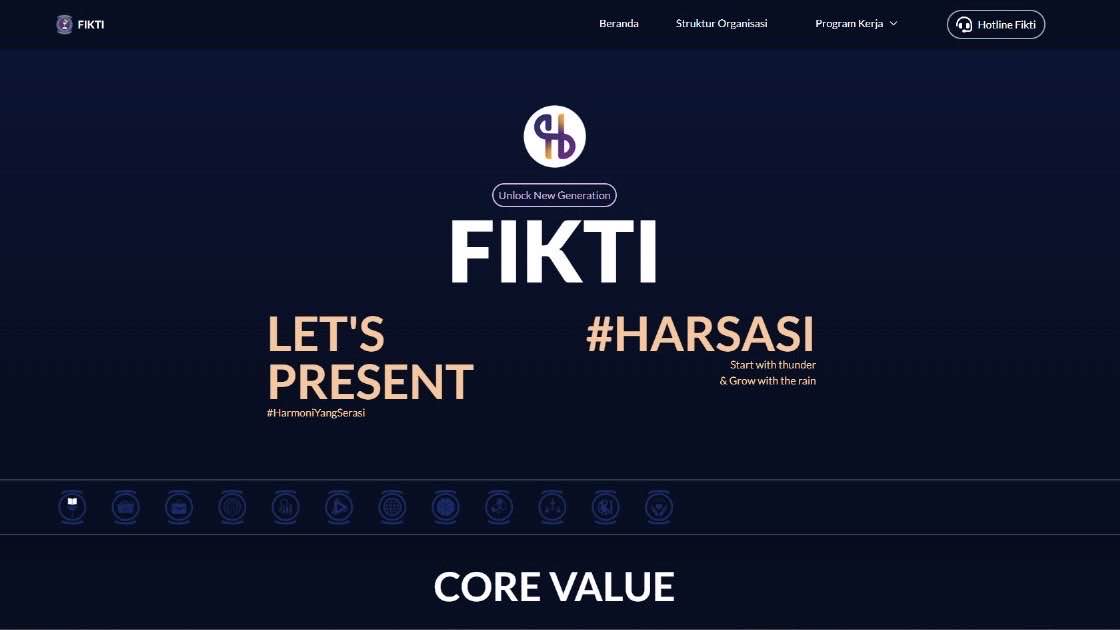 FIKTI
Beranda
Struktur Organisasi
Program Kerja
Hotline Fikti
Unlock New Generation
FIKTI
LET'S
PRESENT
#HarmoniYangSerasi
#HARSASI
Start with thunder
& Grow with the rain
CORE VALUE